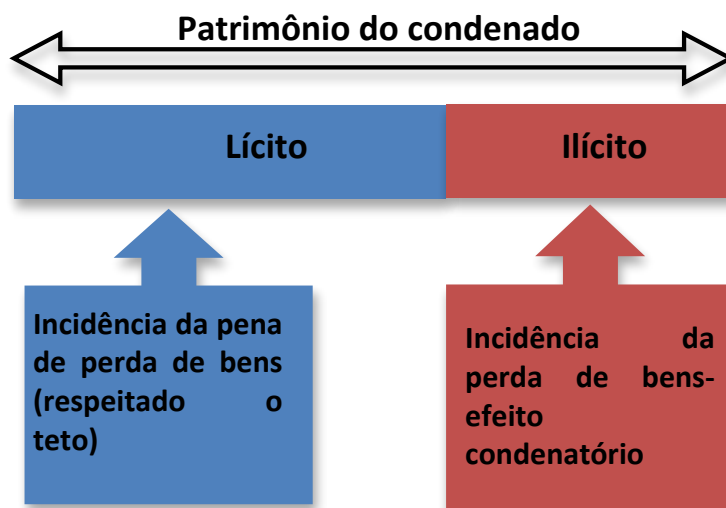 Patrimônio do condenado
Lícito
Ilícito
Incidência da pena
de perda de bens
(respeitado o
teto)
Incidência da
perda de bens-
efeito
condenatório